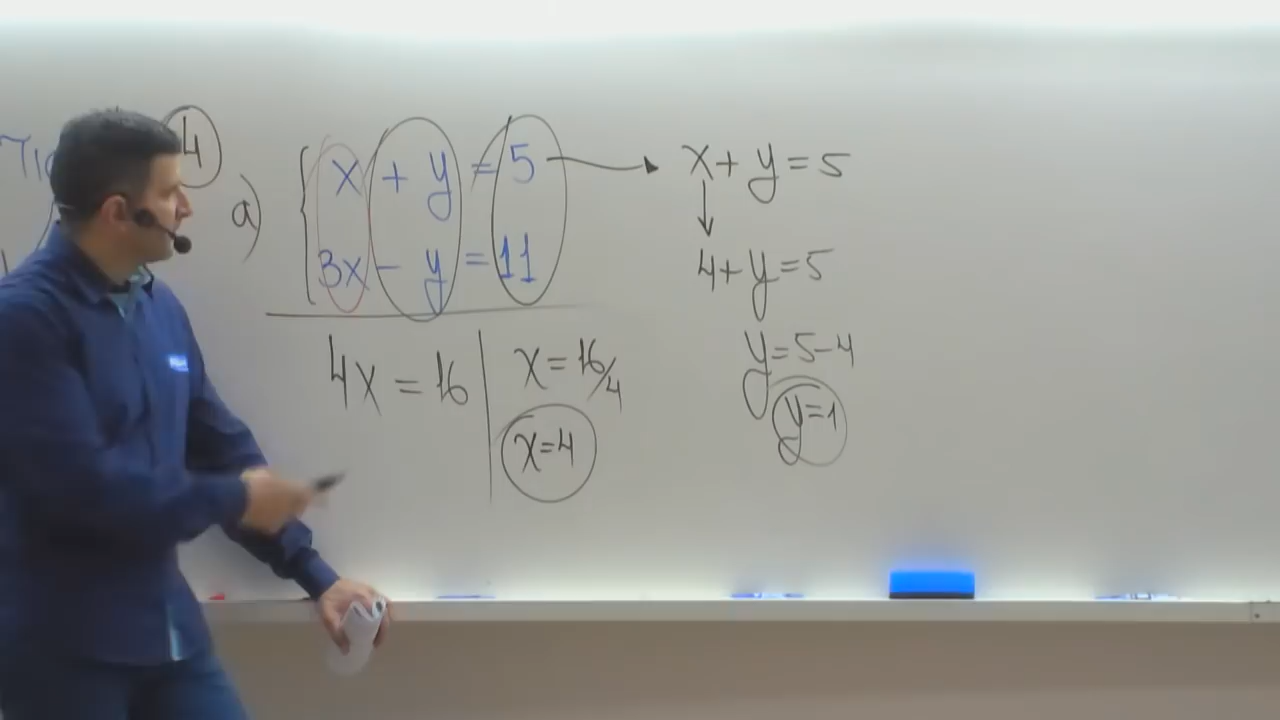 4
a)
x + y = 5
3x - y = 11
4x = 16
x = 16/4
x=4
x + y = 5
4 + y = 5
y = 5 - 4
y=1